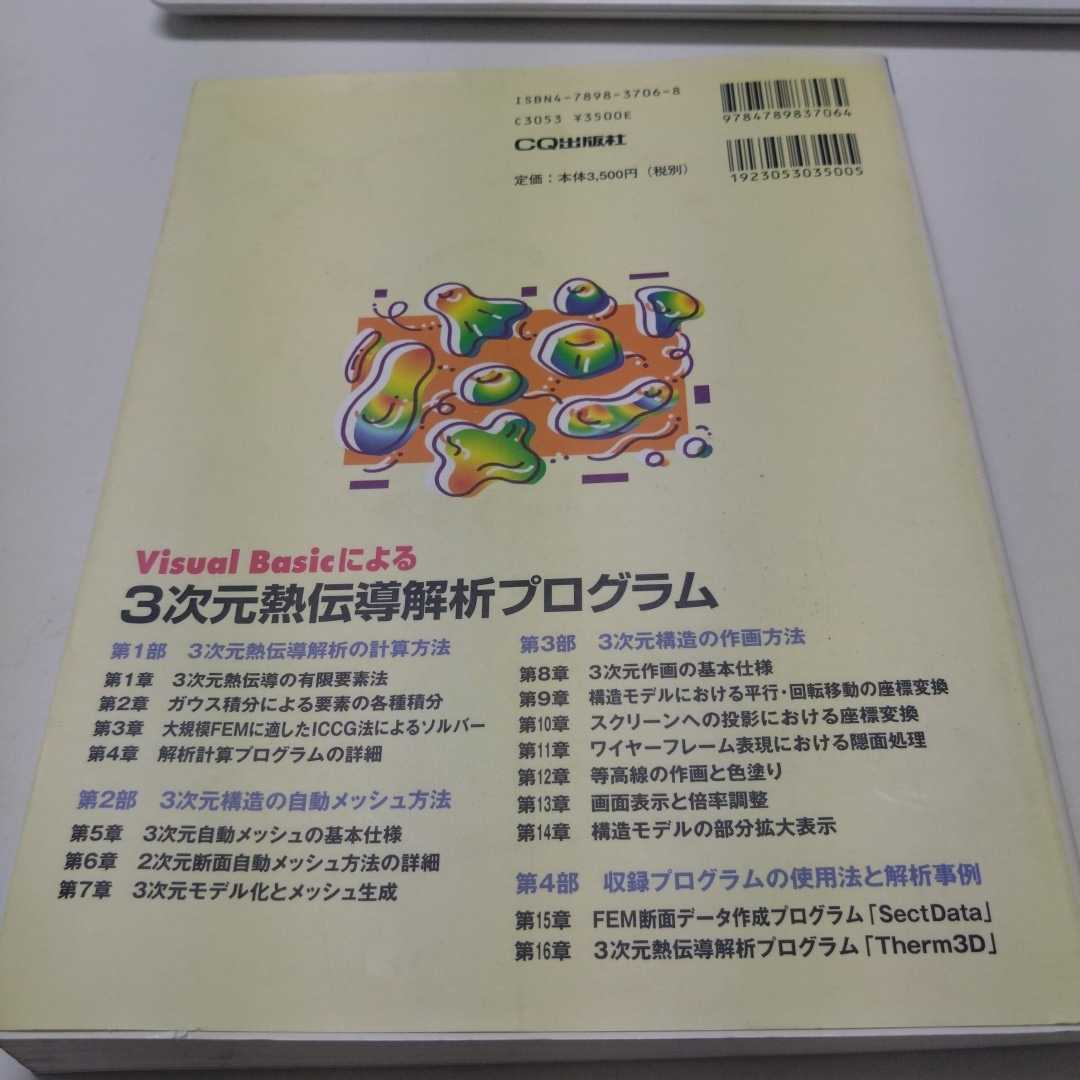 ISBN4-7898-3706-8
C3053 ¥3500E
CQ出版社
定価：本体3,500円（税別）
9784789837064
1923053035005
Visual Basicによる
3次元熱伝導解析プログラム
第1部 3次元熱伝導解析の計算方法
第1章 3次元熱伝導の有限要素法
第2章 ガウス積分による要素の各種積分
第3章 大規模FEMに適したICCG法によるソルバー
第4章 解析計算プログラムの詳細
第2部 3次元構造の自動メッシュ方法
第5章 3次元自動メッシュの基本仕様
第6章 2次元断面自動メッシュ方法の詳細
第7章 3次元モデル化とメッシュ生成
第3部 3次元構造の作画方法
第8章 3次元作画の基本仕様
第9章 構造モデルにおける平行・回転移動の座標変換
第10章 スクリーンへの投影における座標変換
第11章 ワイヤーフレーム表現における隠面処理
第12章 等高線の作画と色塗り
第13章 画面表示と倍率調整
第14章 構造モデルの部分拡大表示
第4部 収録プログラムの使用法と解析事例
第15章 FEM断面データ作成プログラム「SectData」
第16章 3次元熱伝導解析プログラム「Therm3D」